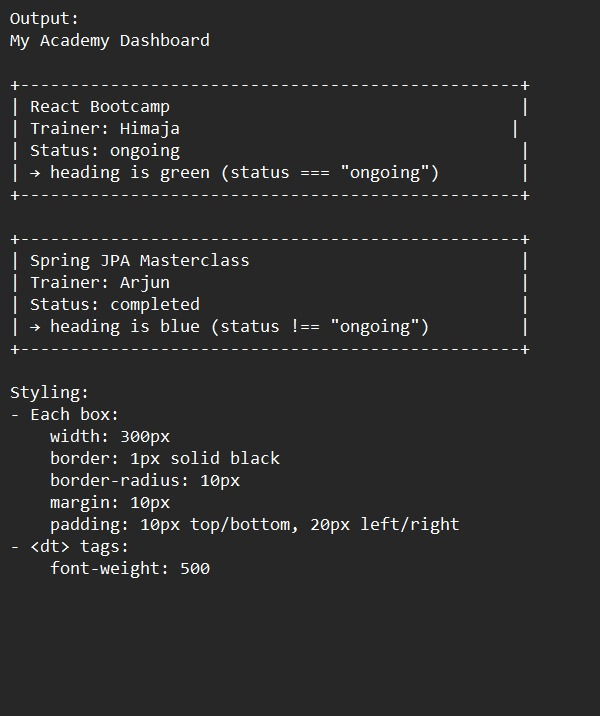 Output:
My Academy Dashboard
+--------------------------------------------------+
| React Bootcamp                                   |
| Trainer: Himaja                                 |
| Status: ongoing                                  |
| → heading is green (status === "ongoing")        |
+--------------------------------------------------+
+--------------------------------------------------+
| Spring JPA Masterclass                           |
| Trainer: Arjun                                   |
| Status: completed                                |
| → heading is blue (status !== "ongoing")         |
+--------------------------------------------------+
Styling:
- Each box:
    width: 300px
    border: 1px solid black
    border-radius: 10px
    margin: 10px
    padding: 10px top/bottom, 20px left/right
- <dt> tags:
    font-weight: 500